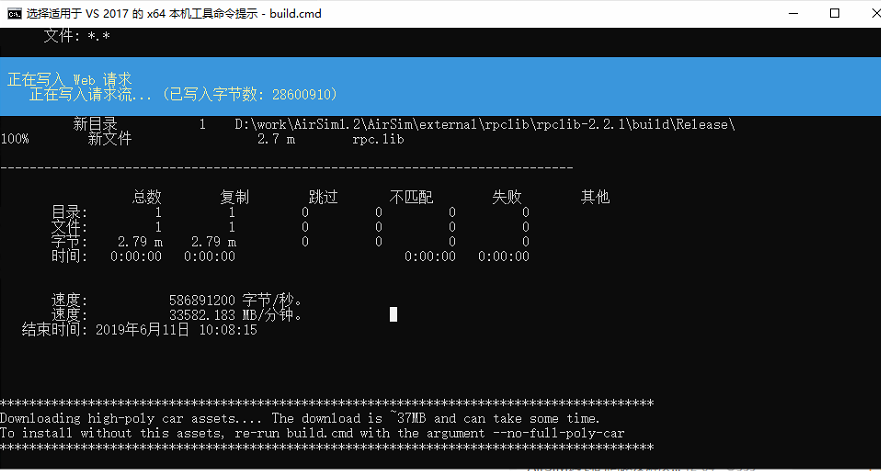 选择适用于 VS 2017 的 x64 本机工具命令提示 - build.cmd
文件: *.*
正在写入 Web 请求
正在写入请求流... (已写入字节数: 28600910)
新目录 1 D:\work\AirSim1.2\AirSim\external\rpclib\rpclib-2.2.1\build\Release\
100% 新文件 2.7 m rpc.lib
------------------------------------------------------------------------------
总数 复制 跳过 不匹配 失败 其他
目录: 1 1 0 0 0 0
文件: 1 1 0 0 0 0
字节: 2.79 m 2.79 m 0 0 0 0
时间: 0:00:00 0:00:00 0:00:00 0:00:00
速度: 586891200 字节/秒。
速度: 33582.183 MB/分钟。
结束时间: 2019年6月11日 10:08:15
*****************************************************************************************
Downloading high-poly car assets.... The download is ~37MB and can take some time.
To install without this assets, re-run build.cmd with the argument --no-full-poly-car
*****************************************************************************************